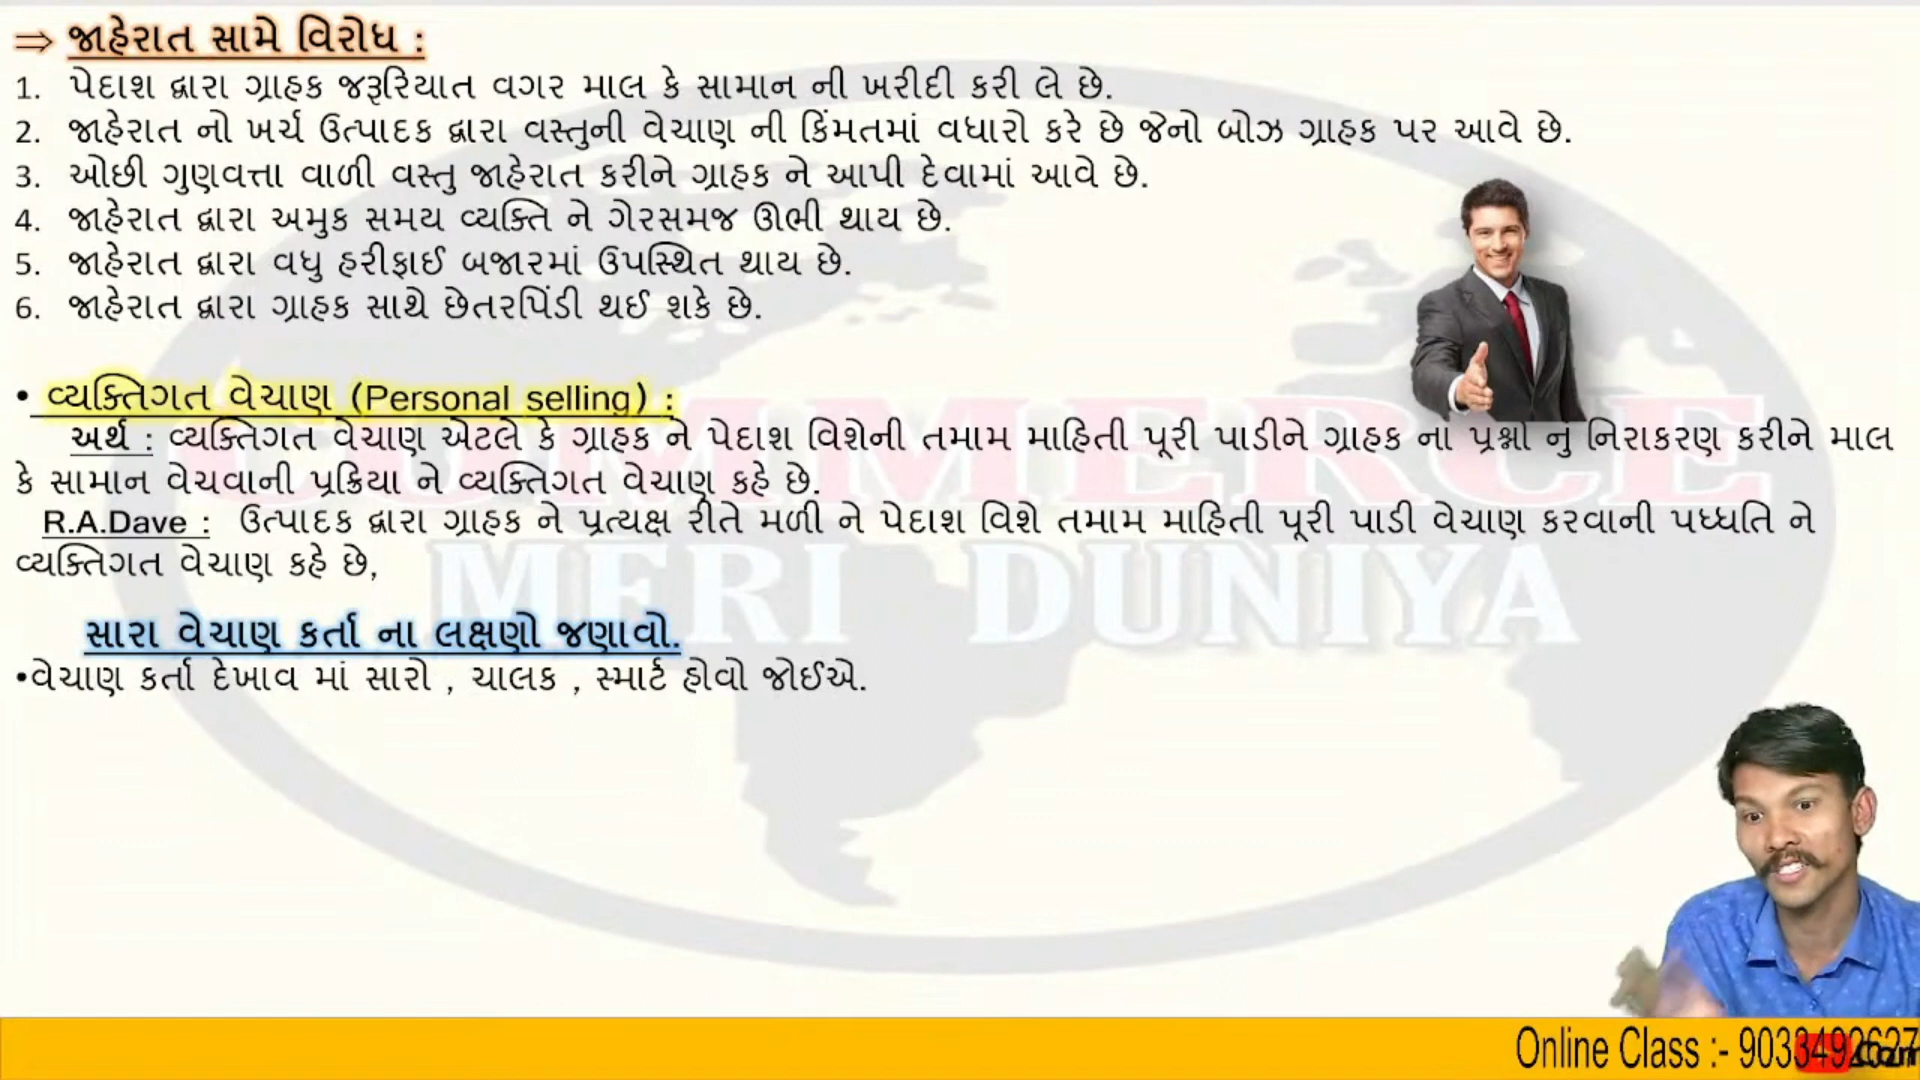 ⇒ જાહેરાત સામે વિરોધ :
1. પેદાશ દ્વારા ગ્રાહક જરૂરિયાત વગર માલ કે સામાન ની ખરીદી કરી લે છે.
2. જાહેરાત નો ખર્ચ ઉત્પાદક દ્વારા વસ્તુની વેચાણ ની કિંમતમાં વધારો કરે છે જેનો બોઝ ગ્રાહક પર આવે છે.
3. ઓછી ગુણવત્તા વાળી વસ્તુ જાહેરાત કરીને ગ્રાહક ને આપી દેવામાં આવે છે.
4. જાહેરાત દ્વારા અમુક સમય વ્યક્તિ ને ગેરસમજ ઊભી થાય છે.
5. જાહેરાત દ્વારા વધુ હરીફાઈ બજારમાં ઉપસ્થિત થાય છે.
6. જાહેરાત દ્વારા ગ્રાહક સાથે છેતરપિંડી થઈ શકે છે.
• વ્યક્તિગત વેચાણ (Personal selling) :
અર્થ : વ્યક્તિગત વેચાણ એટલે કે ગ્રાહક ને પેદાશ વિશેની તમામ માહિતી પૂરી પાડીને ગ્રાહક ના પ્રશ્નો નું નિરાકરણ કરીને માલ
કે સામાન વેચવાની પ્રક્રિયા ને વ્યક્તિગત વેચાણ કહે છે.
R.A.Dave : ઉત્પાદક દ્વારા ગ્રાહક ને પ્રત્યક્ષ રીતે મળી ને પેદાશ વિશે તમામ માહિતી પૂરી પાડી વેચાણ કરવાની પધ્ધતિ ને
વ્યક્તિગત વેચાણ કહે છે,
સારા વેચાણ કર્તા ના લક્ષણો જણાવો.
•વેચાણ કર્તા દેખાવ માં સારો , ચાલક , સ્માર્ટ હોવો જોઈએ.
COMMERCE
MERI DUNIYA
Online Class :- 9033492627